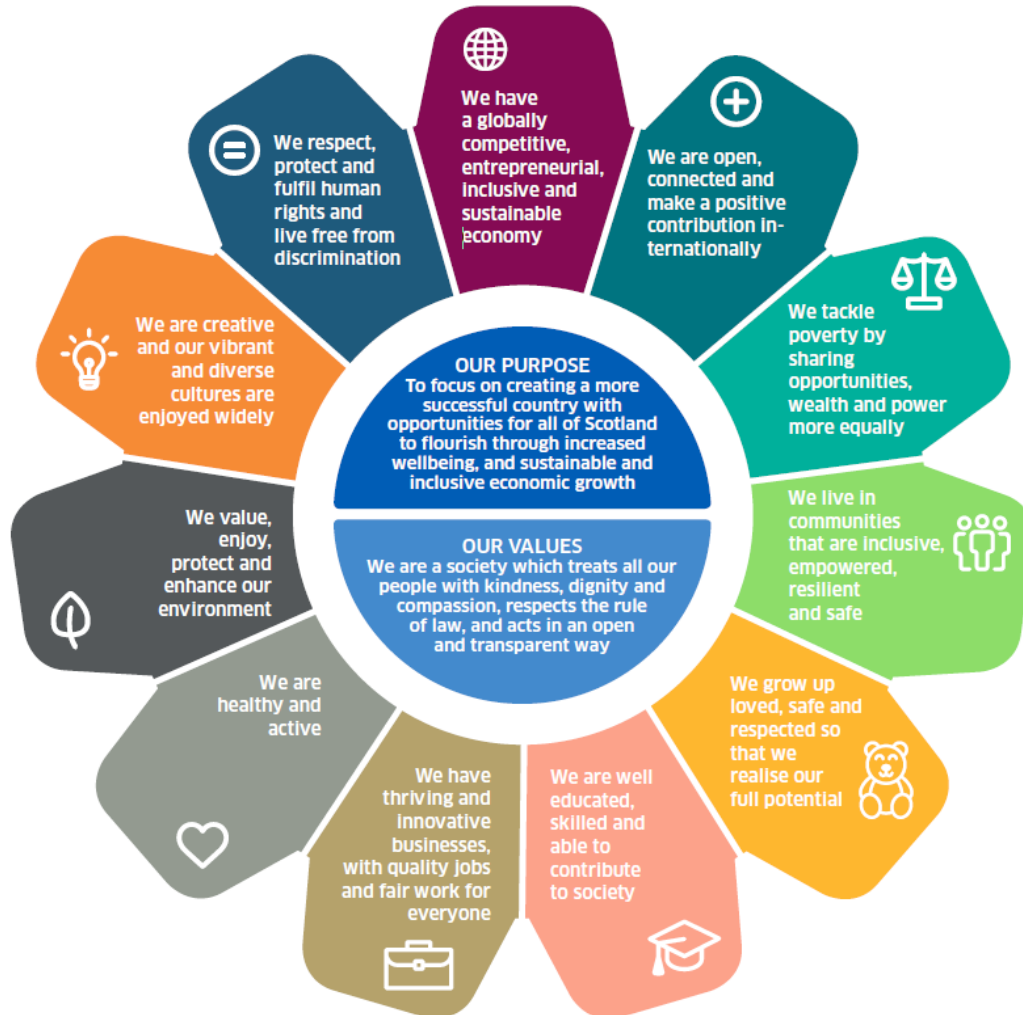 We have
a globally
competitive,
entrepreneurial,
inclusive and
sustainable
economy
We are open,
connected and
make a positive
contribution in-
ternationally
We tackle
poverty by
sharing
opportunities,
wealth and power
more equally
We live in
communities
that are inclusive,
empowered,
resilient
and safe
We grow up
loved, safe and
respected so
that we
realise our
full potential
We are well
educated,
skilled and
able to
contribute
to society
We have
thriving and
innovative
businesses,
with quality jobs
and fair work for
everyone
We are
healthy and
active
We value,
enjoy,
protect and
enhance our
environment
We are creative
and our vibrant
and diverse
cultures are
enjoyed widely
We respect,
protect and
fulfil human
rights and
live free from
discrimination
OUR PURPOSE
To focus on creating a more
successful country with
opportunities for all of Scotland
to flourish through increased
wellbeing, and sustainable and
inclusive economic growth
OUR VALUES
We are a society which treats all our
people with kindness, dignity and
compassion, respects the rule
of law, and acts in an open
and transparent way